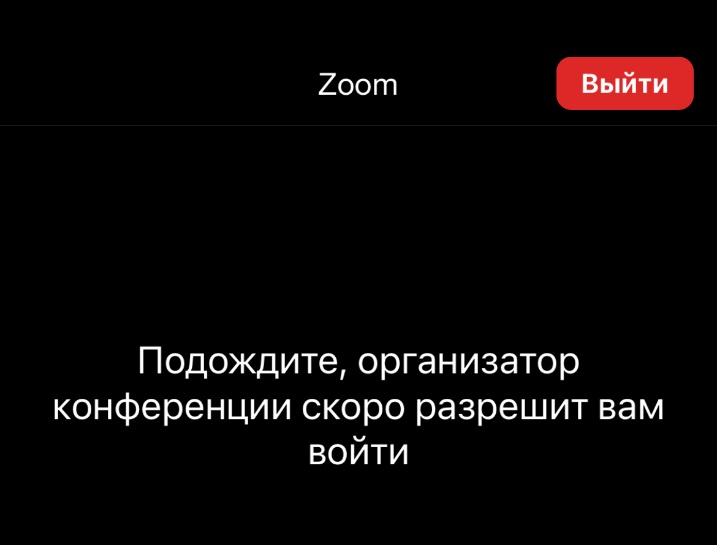 Zoom
Выйти
Подождите, организатор
конференции скоро разрешит вам
войти